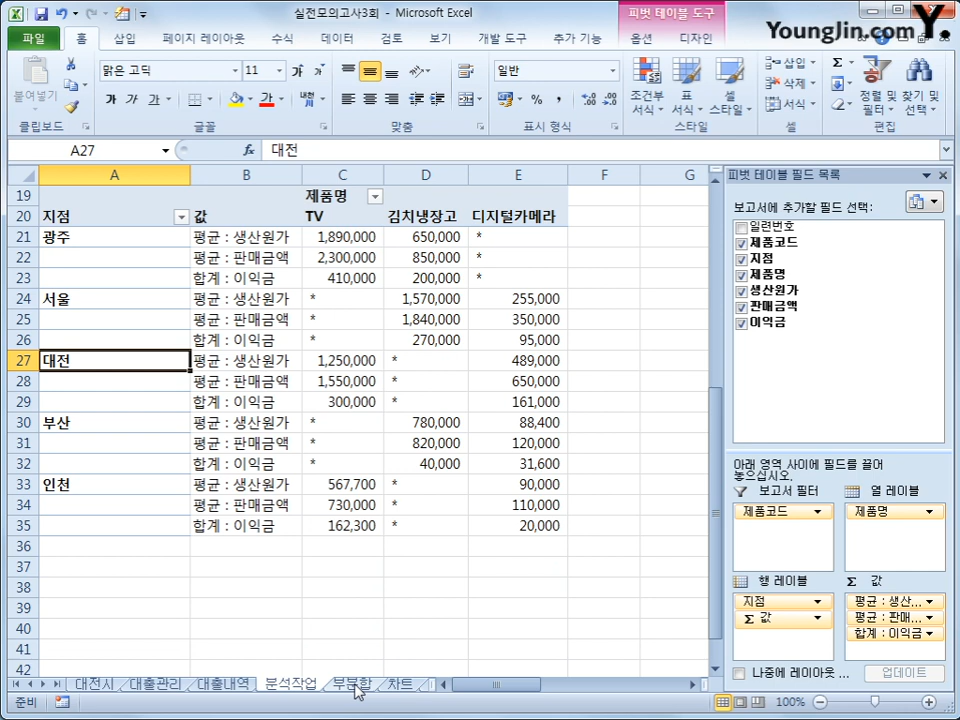 실전모의고사3회 - Microsoft Excel
피벗 테이블 도구
Younglin.com Y.
파일 홈 삽입 페이지 레이아웃 수식 데이터 검토 보기 개발 도구 추가 기능 옵션 디자인
맑은 고딕 11 가 가 일반 삽입 Σ
붙여넣기 가 가 가 가 % , 조건부 서식 표 서식 셀 스타일 삭제 서식 정렬 및 필터 찾기 및 선택
클립보드 글꼴 맞춤 표시 형식 스타일 셀 편집
A27 fx 대전
A B C D E F G 피벗 테이블 필드 목록
19 제품명
20 지점 값 TV 김치냉장고 디지털카메라
21 광주 평균 : 생산원가 1,890,000 650,000 *
22 평균 : 판매금액 2,300,000 850,000 *
23 합계 : 이익금 410,000 200,000 *
24 서울 평균 : 생산원가 * 1,570,000 255,000
25 평균 : 판매금액 * 1,840,000 350,000
26 합계 : 이익금 * 270,000 95,000
27 대전 평균 : 생산원가 1,250,000 * 489,000
28 평균 : 판매금액 1,550,000 * 650,000
29 합계 : 이익금 300,000 * 161,000
30 부산 평균 : 생산원가 * 780,000 88,400
31 평균 : 판매금액 * 820,000 120,000
32 합계 : 이익금 * 40,000 31,600
33 인천 평균 : 생산원가 567,700 * 90,000
34 평균 : 판매금액 730,000 * 110,000
35 합계 : 이익금 162,300 * 20,000
36
37
38
39
40
41
42
보고서에 추가할 필드 선택:
일련번호
제품코드
지점
제품명
생산원가
판매금액
이익금
아래 영역 사이에 필드를 끌어
놓으십시오.
보고서 필터 열 레이블
제품코드 제품명
행 레이블 Σ 값
지점 평균 : 생산...
Σ 값 평균 : 판매...
합계 : 이익금
나중에 레이아웃 ... 업데이트
대전시 대출관리 대출내역 분석작업 부분합 차트
준비 100%